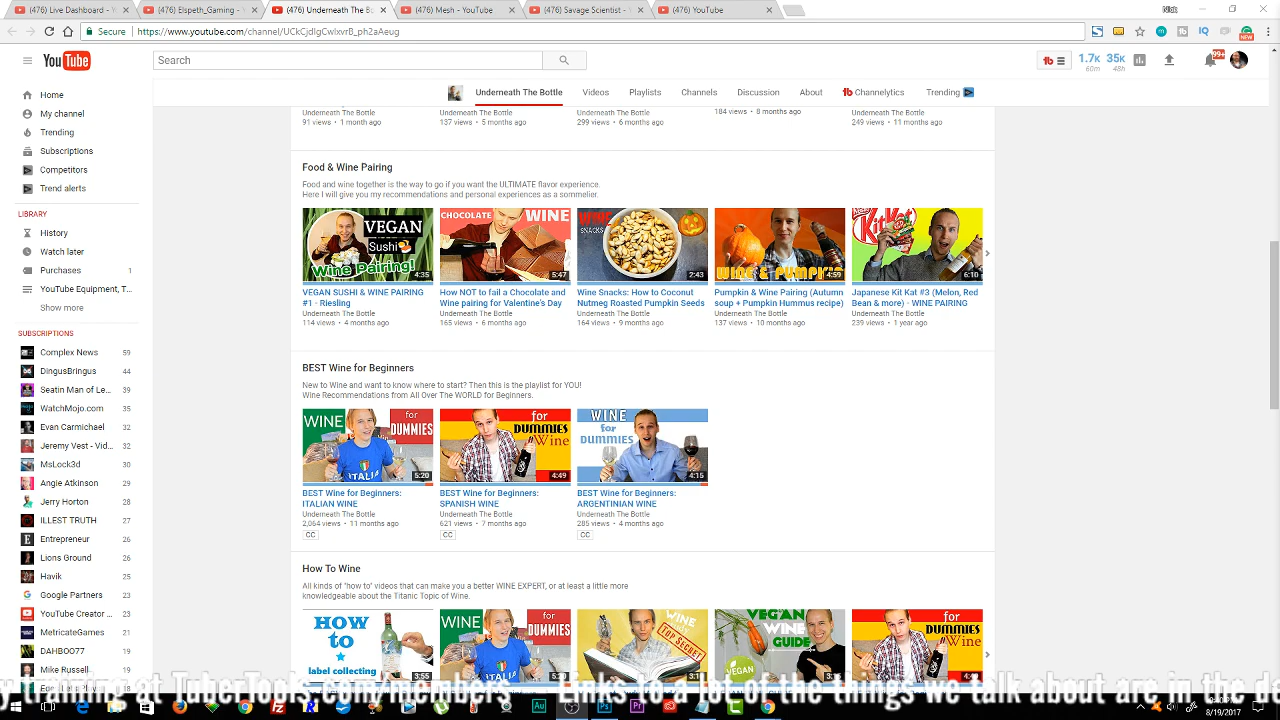 (476) Live Dashboard - Y
(476) Elspeth_Gaming -
(476) Underneath The B
(476) Mesh - YouTube
(476) Savage Scientist -
(476) YouTube
Nick
Secure
https://www.youtube.com/channel/UCkCjdlgCwlxvrB_ph2aAeug
YouTube
Search
1.7K 35K
60m 48h
99+
NEW
Underneath The Bottle
Videos
Playlists
Channels
Discussion
About
Channelytics
Trending
Home
My channel
Trending
Subscriptions
Competitors
Trend alerts
LIBRARY
History
Watch later
Purchases 1
YouTube Equipment, T...
Show more
SUBSCRIPTIONS
Complex News 59
DingusBringus 44
Seatin Man of Le... 39
WatchMojo.com 35
Evan Carmichael 32
Jeremy Vest - Vid... 32
MsLock3d 30
Angie Atkinson 29
Jerry Horton 28
ILLEST TRUTH 27
Entrepreneur 26
Lions Ground 26
Havik 25
Google Partners 23
YouTube Creator ... 23
MetricateGames 21
DAHBOO77 19
Mike Russell... 19
Underneath The Bottle
91 views • 1 month ago
Underneath The Bottle
137 views • 5 months ago
Underneath The Bottle
299 views • 6 months ago
184 views • 8 months ago
Underneath The Bottle
249 views • 11 months ago
Food & Wine Pairing
Food and wine together is the way to go if you want the ULTIMATE flavor experience.
Here I will give you my recommendations and personal experiences as a sommelier.
VEGAN
Sushi
Wine Pairing!
4:35
VEGAN SUSHI & WINE PAIRING
#1 - Riesling
Underneath The Bottle
114 views • 4 months ago
CHOCOLATE
WINE
5:47
How NOT to fail a Chocolate and
Wine pairing for Valentine's Day
Underneath The Bottle
165 views • 6 months ago
WINE
SNACKS
2:43
Wine Snacks: How to Coconut
Nutmeg Roasted Pumpkin Seeds
Underneath The Bottle
164 views • 9 months ago
WINE & PUMPKIN
4:59
Pumpkin & Wine Pairing (Autumn
soup + Pumpkin Hummus recipe)
Underneath The Bottle
137 views • 10 months ago
KitKat
6:10
Japanese Kit Kat #3 (Melon, Red
Bean & more) - WINE PAIRING
Underneath The Bottle
239 views • 1 year ago
BEST Wine for Beginners
New to Wine and want to know where to start? Then this is the playlist for YOU!
Wine Recommendations from All Over The WORLD for Beginners.
WINE
for
DUMMIES
ITALIA
5:20
BEST Wine for Beginners:
ITALIAN WINE
Underneath The Bottle
2,064 views • 11 months ago
CC
for
DUMMIES
Wine
4:49
BEST Wine for Beginners:
SPANISH WINE
Underneath The Bottle
621 views • 7 months ago
CC
WINE
for
DUMMIES
4:15
BEST Wine for Beginners:
ARGENTINIAN WINE
Underneath The Bottle
285 views • 4 months ago
CC
How To Wine
All kinds of "how to" videos that can make you a better WINE EXPERT, or at least a little more
knowledgeable about the Titanic Topic of Wine.
HOW
to
label collecting
3:55
WINE
for
DUMMIES
5:20
WINE
TOP SECRET
VEGAN
WINE
GUIDE
VEGAN
for
DUMMIES
Wine
4:49
at TuberTools.com
Links to a lot of the things we talk about are in the de
8/19/2017